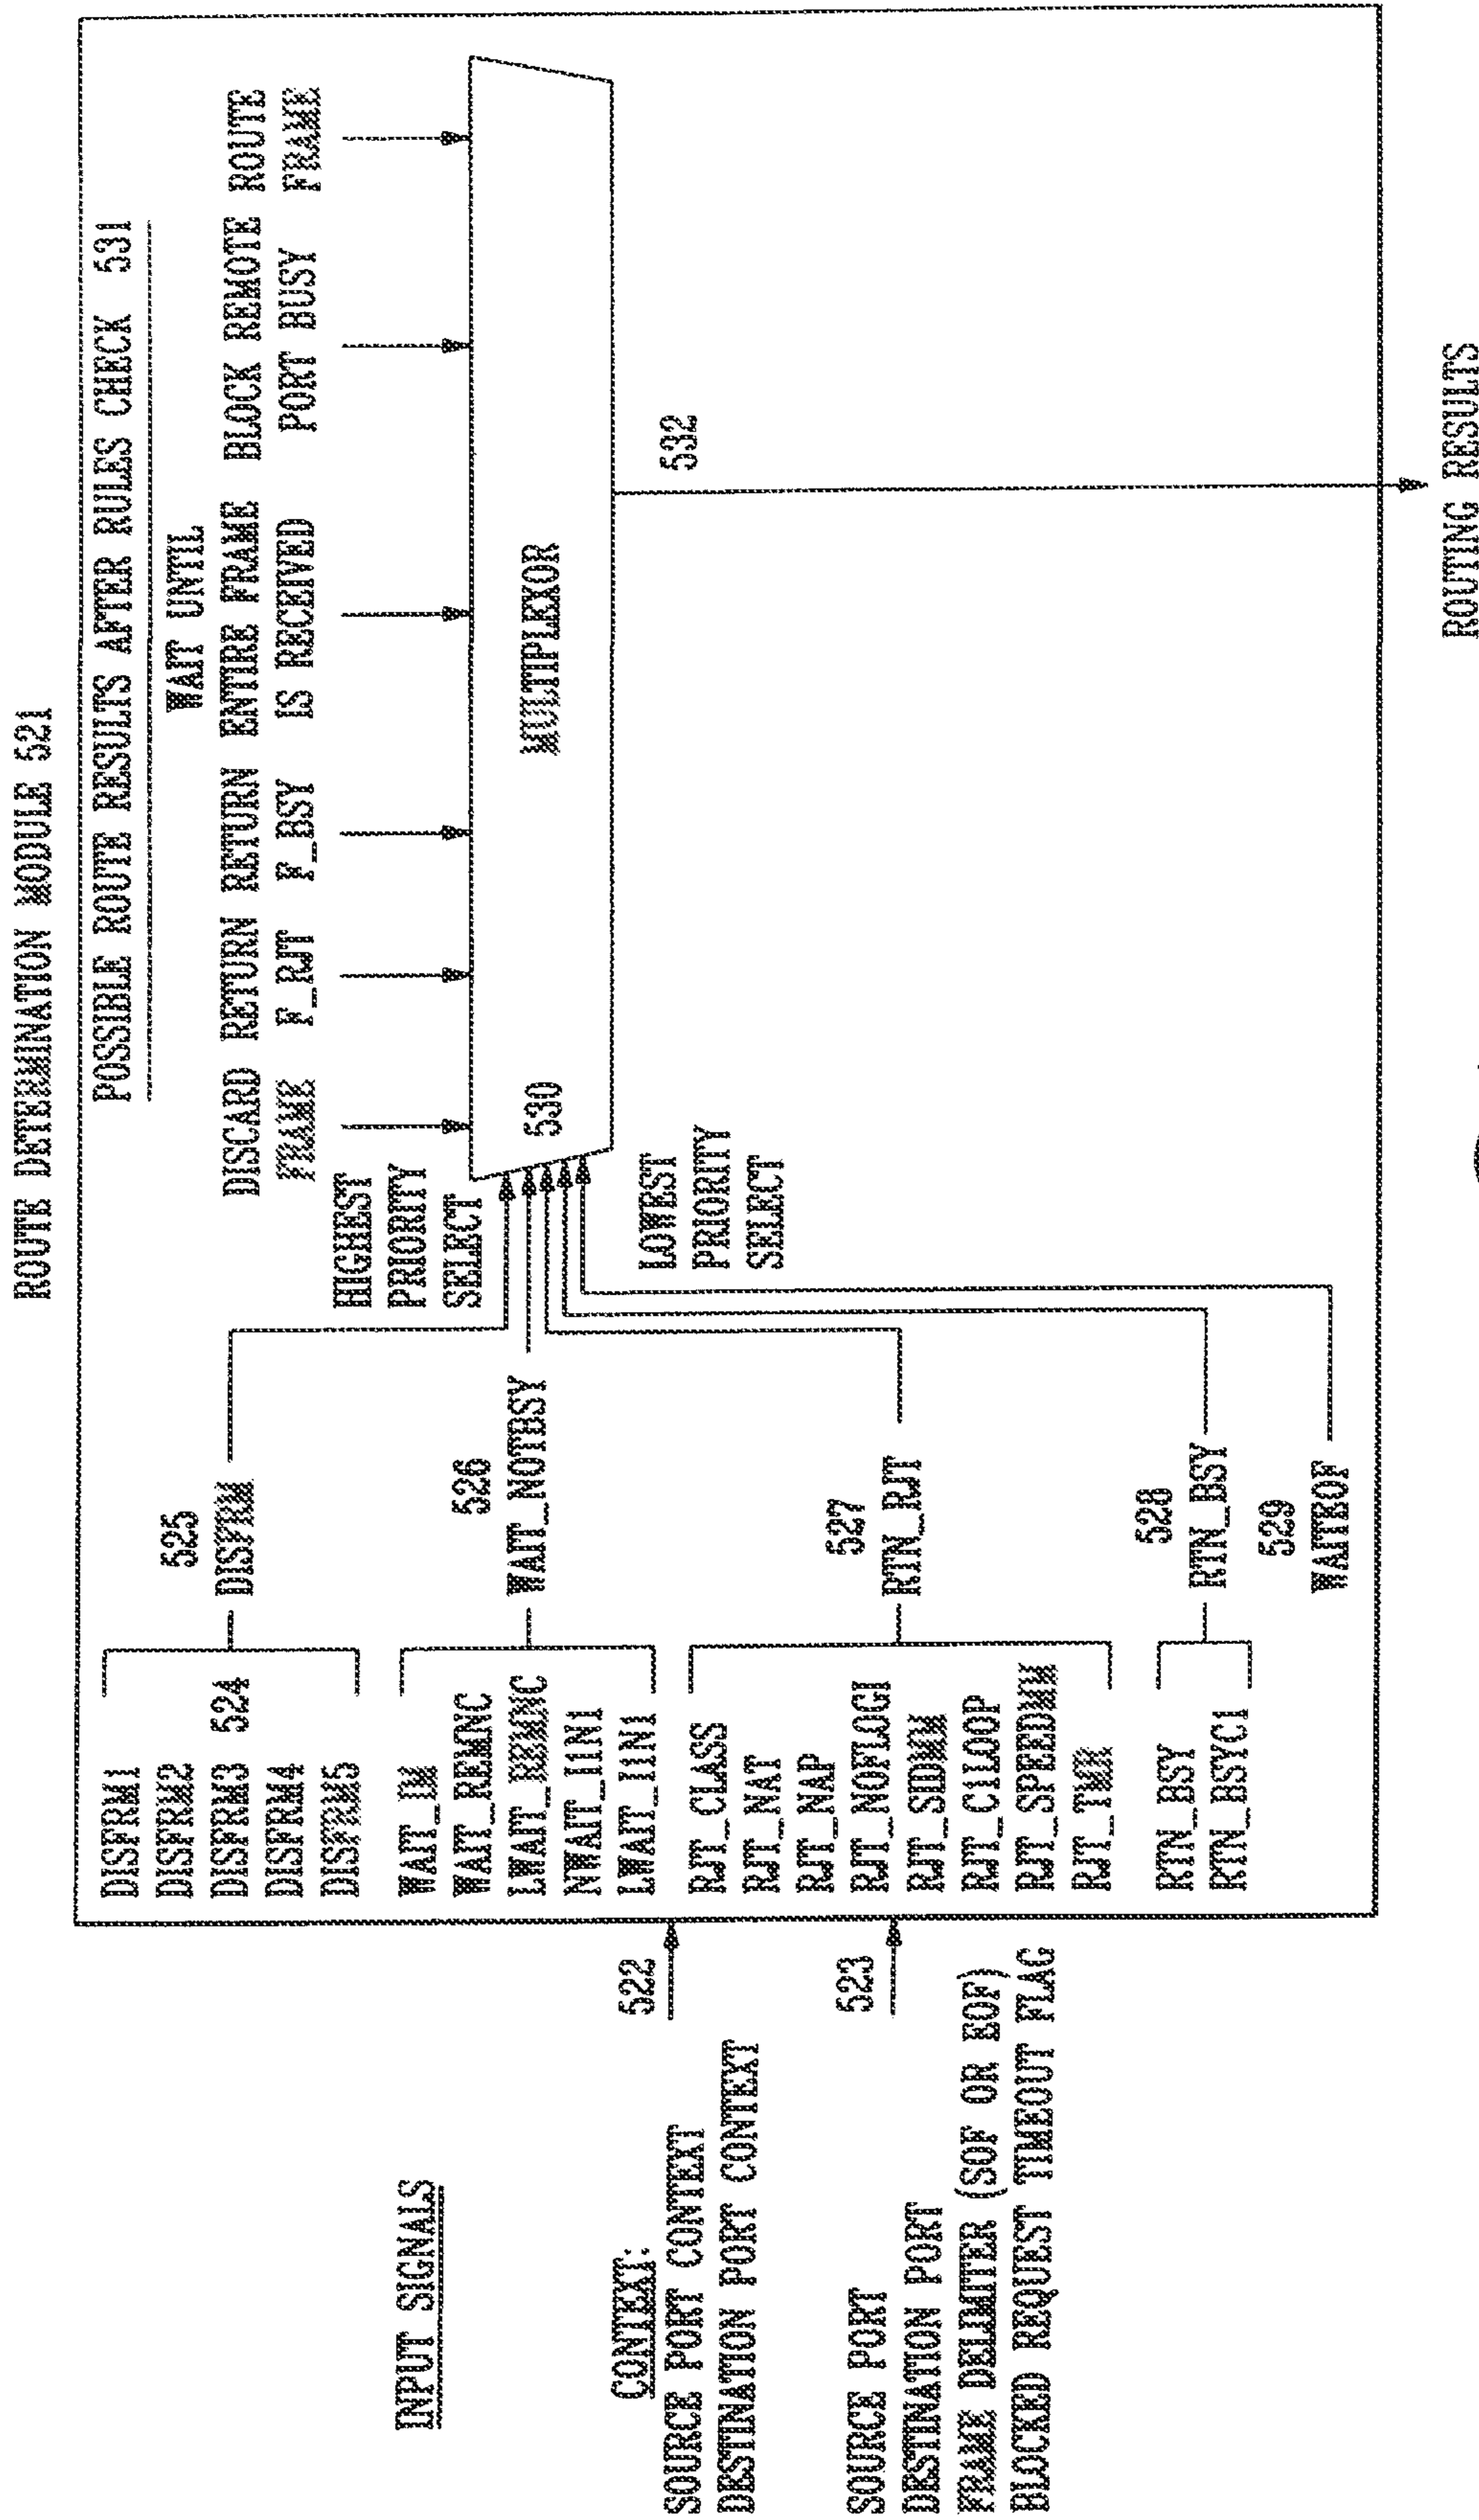 ROUTE DETERMINATION MODULE 521
POSSIBLE ROUTE RESULTS AFTER RULES CHECK 531
DISCARD FRAME
RETURN F_RJT
RETURN F_BSY
WAIT UNTIL
ENTIRE FRAME
IS RECEIVED
BLOCK REMOTE
PORT BUSY
ROUTE
FRAME
HIGHEST
PRIORITY
SELECT
530
MULTIPLEXOR
LOWEST
PRIORITY
SELECT
532
ROUTING RESULTS
DISFRM1
DISFRM2
DISFRM3 524
DISFRM4
DISFRM5
525
DISFRM
WAIT_IM
WAIT_REMNC
LWAIT_REMNC
NWAIT_I1N1
LWAIT_I1N1
526
WAIT_NOTBSY
RJT_CLASS
RJT_NAT
RJT_NAP
RJT_NOFLOGI
RJT_SIDMM
RJT_C1LOOP
RJT_SPEEDMM
RJT_TMR
527
RTN_RJT
RTN_BSY
RTN_BSYC1
528
RTN_BSY
529
WAITEOF
INPUT SIGNALS
CONTEXT:
SOURCE PORT CONTEXT
DESTINATION PORT CONTEXT
522
SOURCE PORT
DESTINATION PORT
FRAME DELIMITER (SOF OR EOF)
BLOCKED REQUEST TIMEOUT FLAG
523